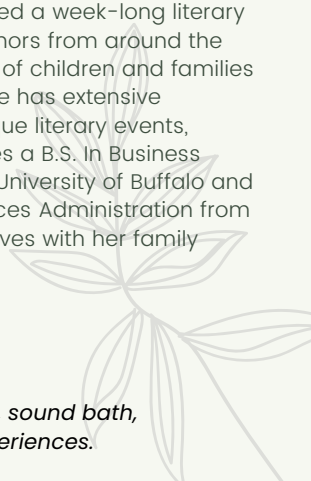 ed a week-long literary
hors from around the
of children and families
e has extensive
ue literary events,
es a B.S. In Business
University of Buffalo and
ces Administration from
ves with her family
sound bath,
eriences.